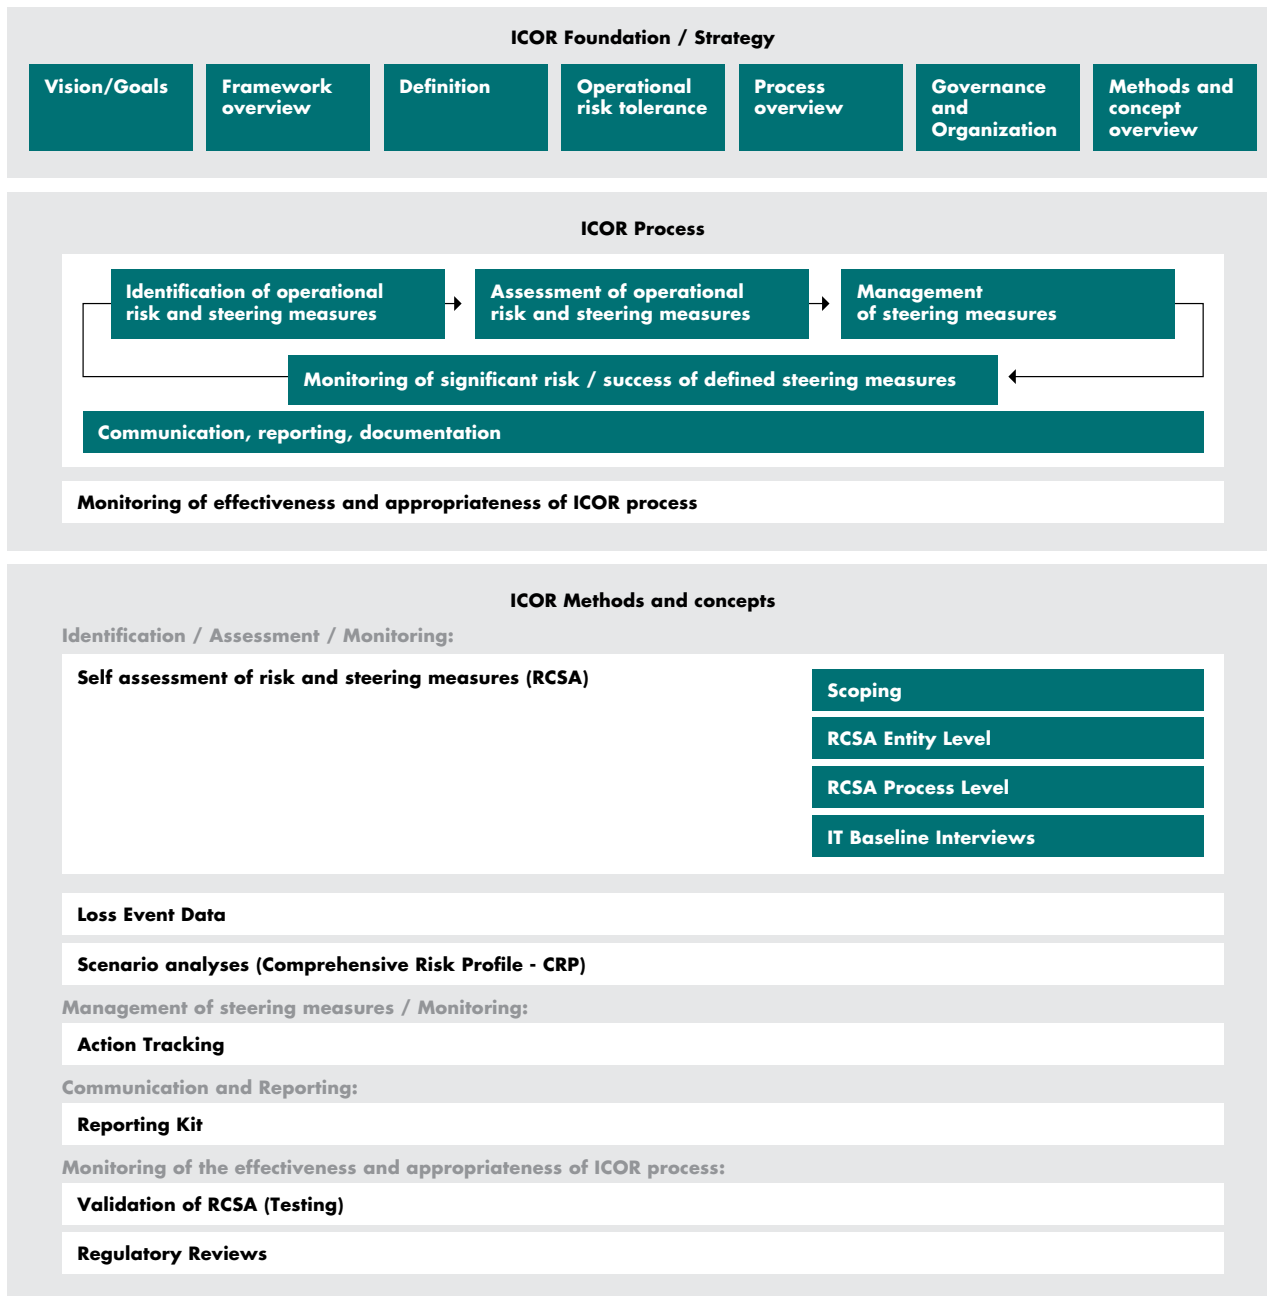 ICOR Foundation / Strategy
Vision/Goals
Framework
overview
Definition
Operational
risk tolerance
Process
overview
Governance
and
Organization
Methods and
concept
overview
ICOR Process
Identification of operational
risk and steering measures
Assessment of operational
risk and steering measures
Management
of steering measures
Monitoring of significant risk / success of defined steering measures
Communication, reporting, documentation
Monitoring of effectiveness and appropriateness of ICOR process
ICOR Methods and concepts
Identification / Assessment / Monitoring:
Self assessment of risk and steering measures (RCSA)
Scoping
RCSA Entity Level
RCSA Process Level
IT Baseline Interviews
Loss Event Data
Scenario analyses (Comprehensive Risk Profile - CRP)
Management of steering measures / Monitoring:
Action Tracking
Communication and Reporting:
Reporting Kit
Monitoring of the effectiveness and appropriateness of ICOR process:
Validation of RCSA (Testing)
Regulatory Reviews